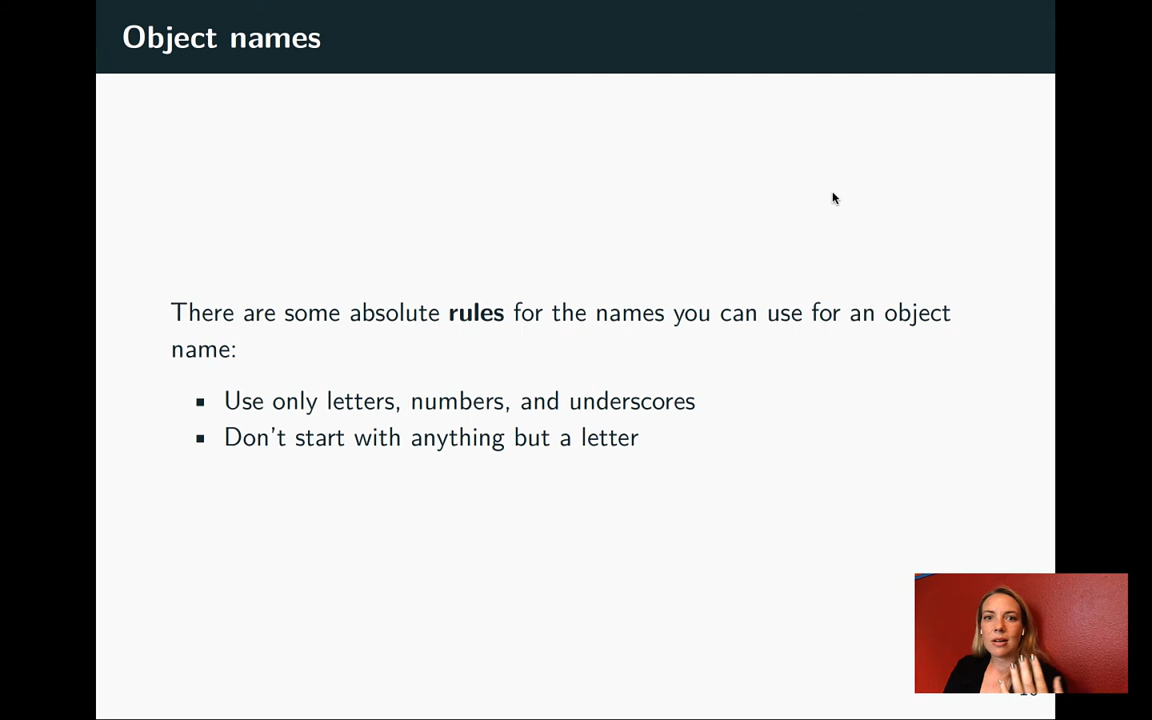 Object names
There are some absolute rules for the names you can use for an object
name:
▪ Use only letters, numbers, and underscores
▪ Don't start with anything but a letter